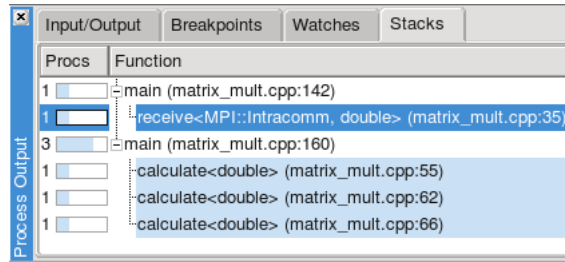 Input/Output Breakpoints Watches Stacks
Procs Function
1 main (matrix_mult.cpp:142)
1 receive<MPI::Intracomm, double> (matrix_mult.cpp:35)
3 main (matrix_mult.cpp:160)
1 calculate<double> (matrix_mult.cpp:55)
1 calculate<double> (matrix_mult.cpp:62)
1 calculate<double> (matrix_mult.cpp:66)
Process Output